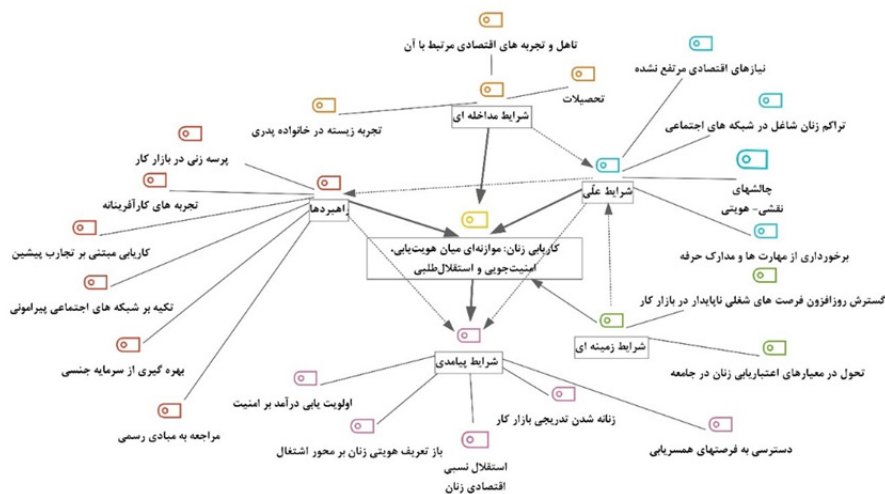 تاهل و تجربه های اقتصادی مرتبط با آن
تحصیلات
تجربه زیسته در خانواده پدری
شرایط مداخله ای
نیازهای اقتصادی مرتفع نشده
تراکم زنان شاغل در شبکه های اجتماعی
چالشهای
نقشی- هویتی
برخورداری از مهارت ها و مدارک حرفه
شرایط علّی
پرسه زنی در بازار کار
تجربه های کارآفرینانه
کاریابی مبتنی بر تجارب پیشین
تکیه بر شبکه های اجتماعی پیرامونی
بهره گیری از سرمایه جنسی
مراجعه به مبادی رسمی
راهبردها
کاریابی زنان: موازنه‌ای میان هویت‌یابی،
امنیت‌جویی و استقلال‌طلبی
گسترش روزافزون فرصت های شغلی ناپایدار در بازار کار
شرایط زمینه ای
تحول در معیارهای اعتباریابی زنان در جامعه
شرایط پیامدی
اولویت یابی درآمد بر امنیت
باز تعریف هویتی زنان بر محور اشتغال
استقلال نسبی
اقتصادی زنان
زنانه شدن تدریجی بازار کار
دسترسی به فرصتهای همسریابی